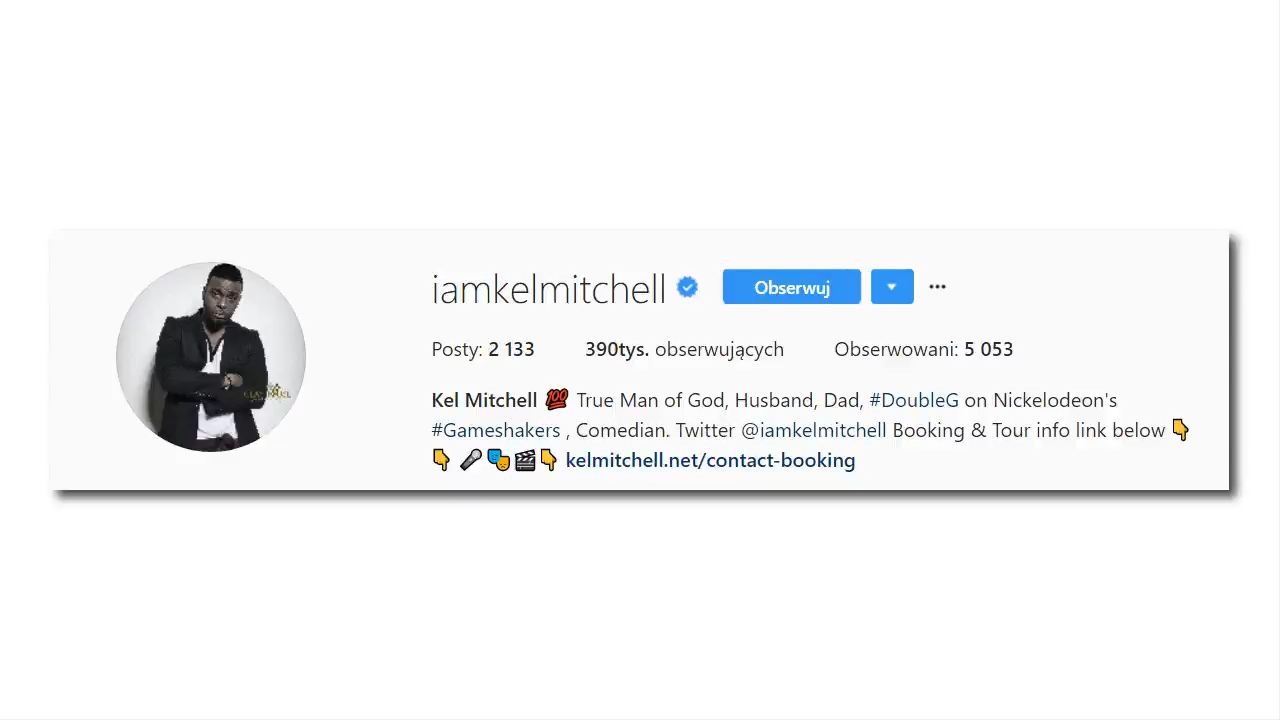 iamkelmitchell Obserwuj
Posty: 2 133 390tys. obserwujących Obserwowani: 5 053
Kel Mitchell 💯 True Man of God, Husband, Dad, #DoubleG on Nickelodeon's
#Gameshakers , Comedian. Twitter @iamkelmitchell Booking & Tour info link below 👇
👇 🎤🎭🎬👇 kelmitchell.net/contact-booking